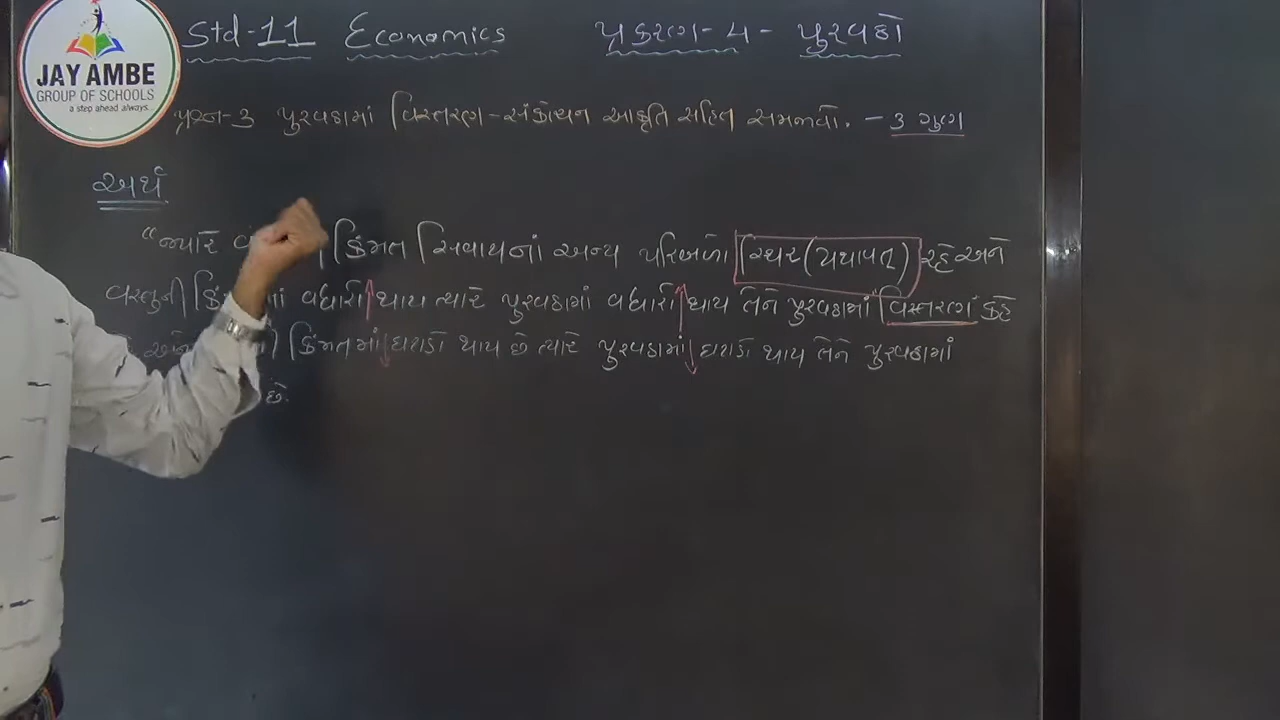 JAY AMBE
GROUP OF SCHOOLS
a step ahead always.
Std-11 Economics પ્રકરણ-4 - પુરવઠો
પ્રશ્ન-3 પુરવઠામાં વિસ્તરણ-સંકોચન આકૃતિ સહિત સમજાવો. - 3 ગુણ
અર્થ
"જ્યારે કિંમત સિવાયનાં અન્ય પરિબળો સ્થિર (યથાવત્) રહે અને
વસ્તુની વધારો થાય ત્યારે પુરવઠામાં વધારો થાય તેને પુરવઠામાં "વિસ્તરણ" કહે
કિંમતમાં ઘટાડો થાય છે ત્યારે પુરવઠામાં ઘટાડો થાય તેને પુરવઠામાં
છે.